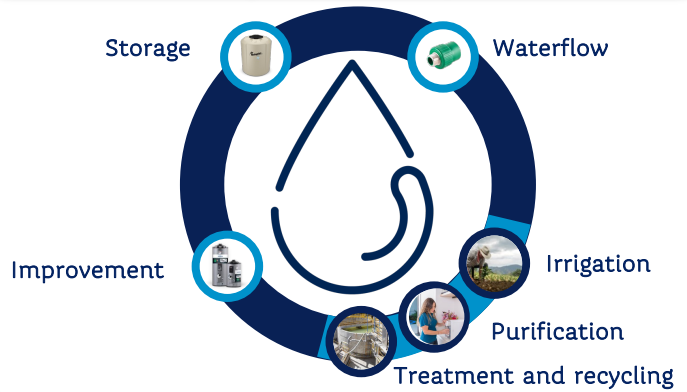 Storage
Waterflow
Improvement
Irrigation
Purification
Treatment and recycling